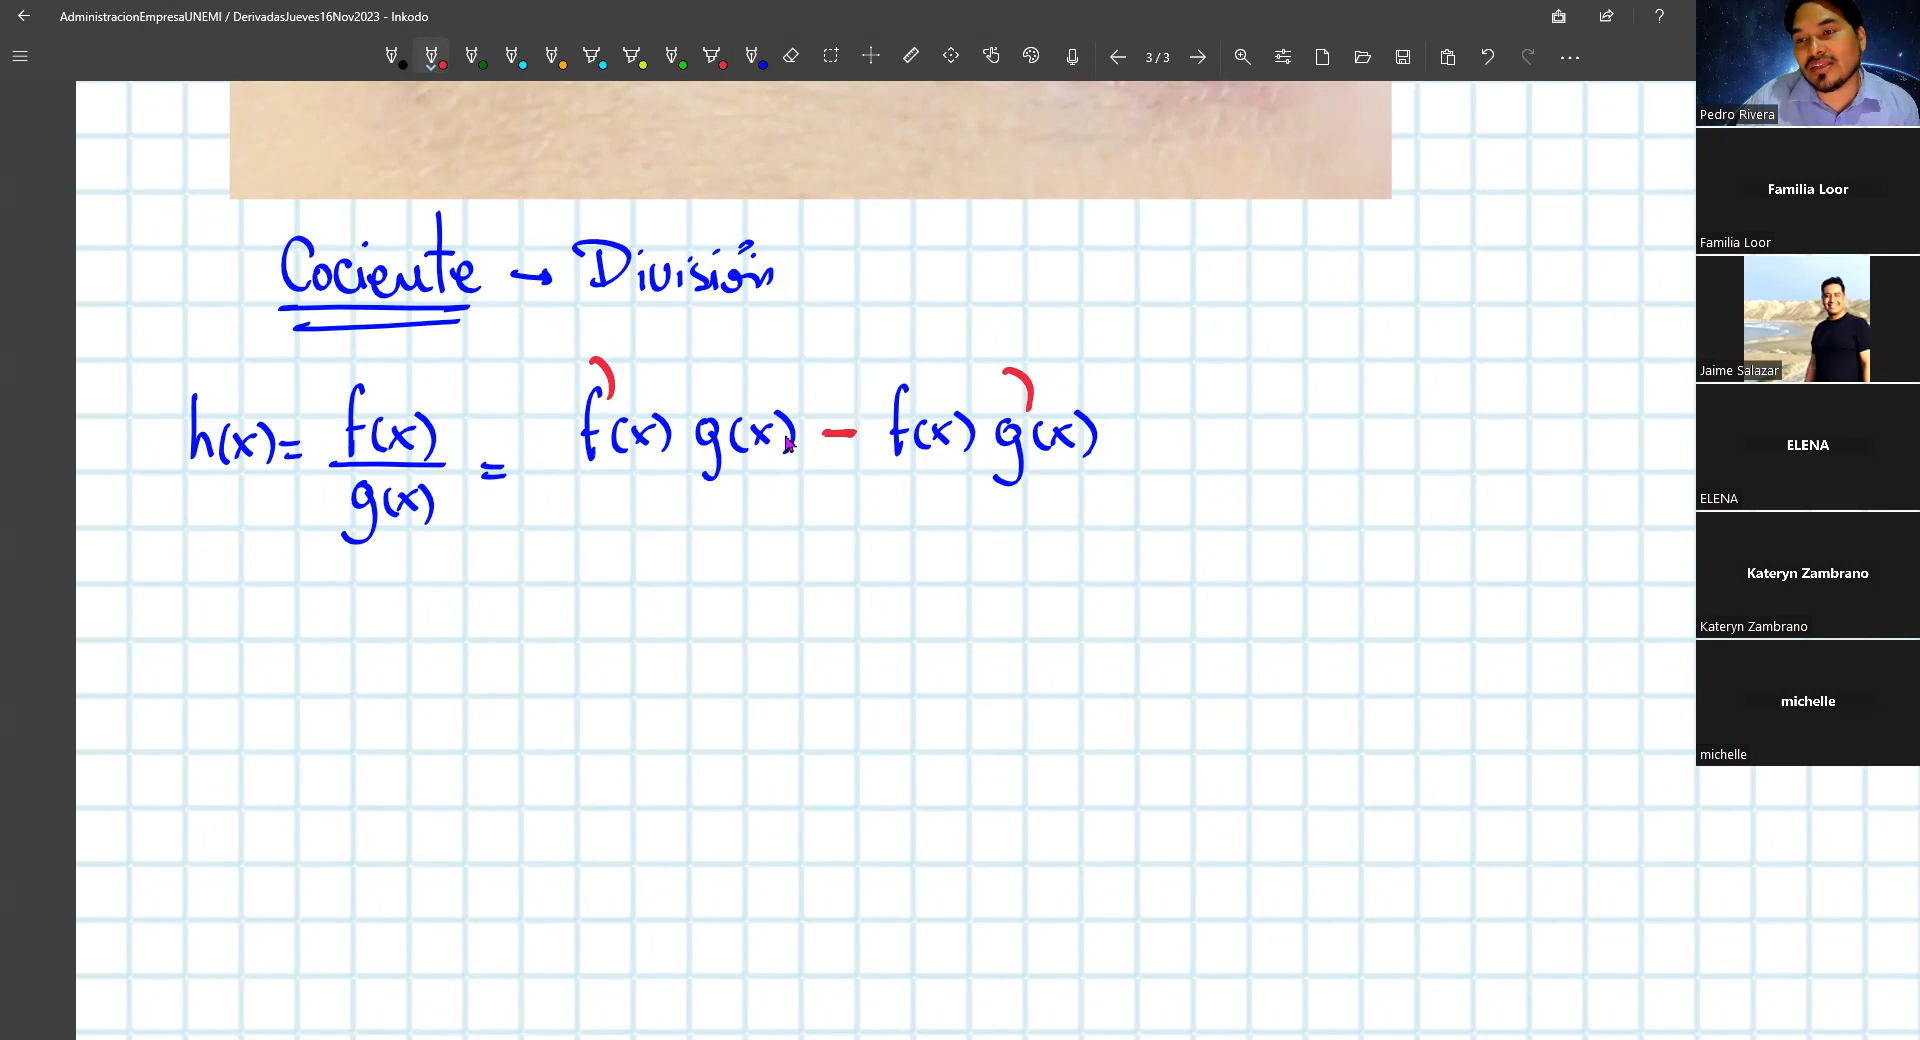 AdministracionEmpresaUNEMI / DerivadasJueves16Nov2023 - Inkodo
?
3 / 3
Cociente → División
h(x) = f(x) / g(x) = f'(x) g(x) - f(x) g'(x)
Pedro Rivera
Familia Loor
Familia Loor
Jaime Salazar
ELENA
ELENA
Kateryn Zambrano
Kateryn Zambrano
michelle
michelle